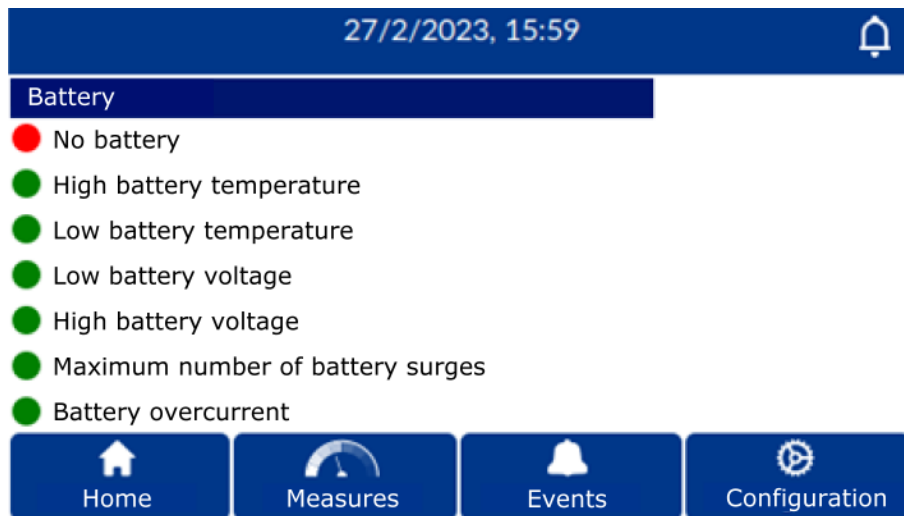 27/2/2023, 15:59
Battery
No battery
High battery temperature
Low battery temperature
Low battery voltage
High battery voltage
Maximum number of battery surges
Battery overcurrent
Home
Measures
Events
Configuration